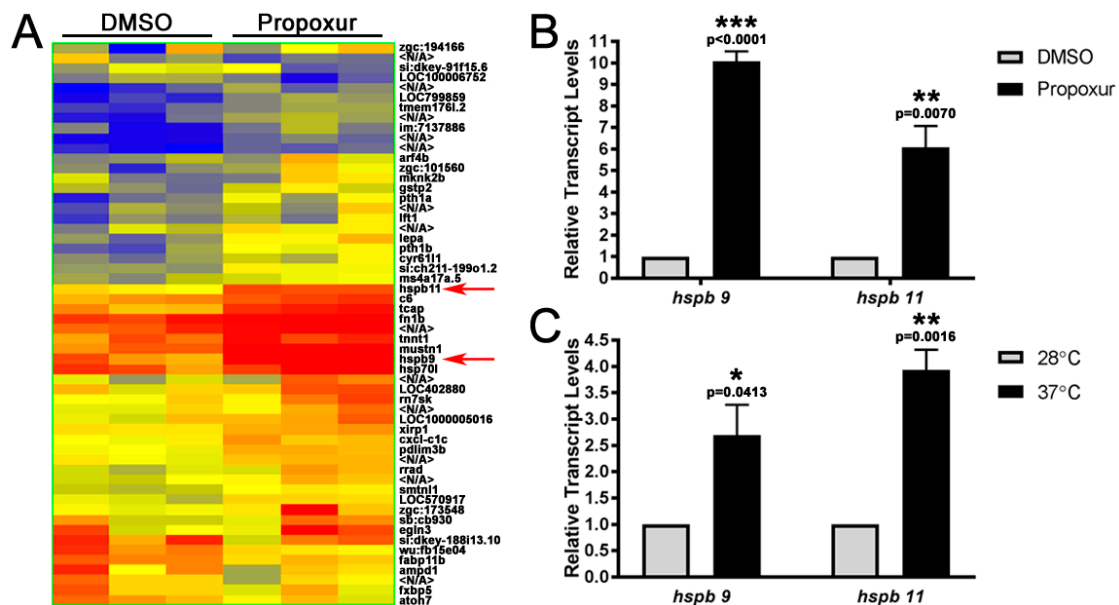 A
DMSO
Propoxur
zgc:194166
<N/A>
si:dkey-91f15.6
LOC100006752
<N/A>
LOC799859
tmem176l.2
<N/A>
im:7137886
<N/A>
<N/A>
arf4b
zgc:101560
mknk2b
gstp2
pth1a
<N/A>
lft1
<N/A>
lepa
pth1b
cyr61l1
si:ch211-199o1.2
ms4a17a.5
hspb11
c6
tcap
fn1b
<N/A>
tnnt1
mustn1
hspb9
hsp70l
<N/A>
LOC402880
rn7sk
<N/A>
LOC1000005016
xirp1
cxcl-c1c
pdlim3b
<N/A>
rrad
<N/A>
smtnl1
LOC570917
zgc:173548
sb:cb930
egln3
si:dkey-188i13.10
wu:fb15e04
fabp11b
ampd1
<N/A>
fxbp5
atoh7
B
Relative Transcript Levels
11
10
9
8
7
6
5
4
3
2
1
0
***
p<0.0001
**
p=0.0070
hspb 9
hspb 11
DMSO
Propoxur
C
Relative Transcript Levels
4.5
4.0
3.5
3.0
2.5
2.0
1.5
1.0
0.5
0.0
*
p=0.0413
**
p=0.0016
hspb 9
hspb 11
28°C
37°C